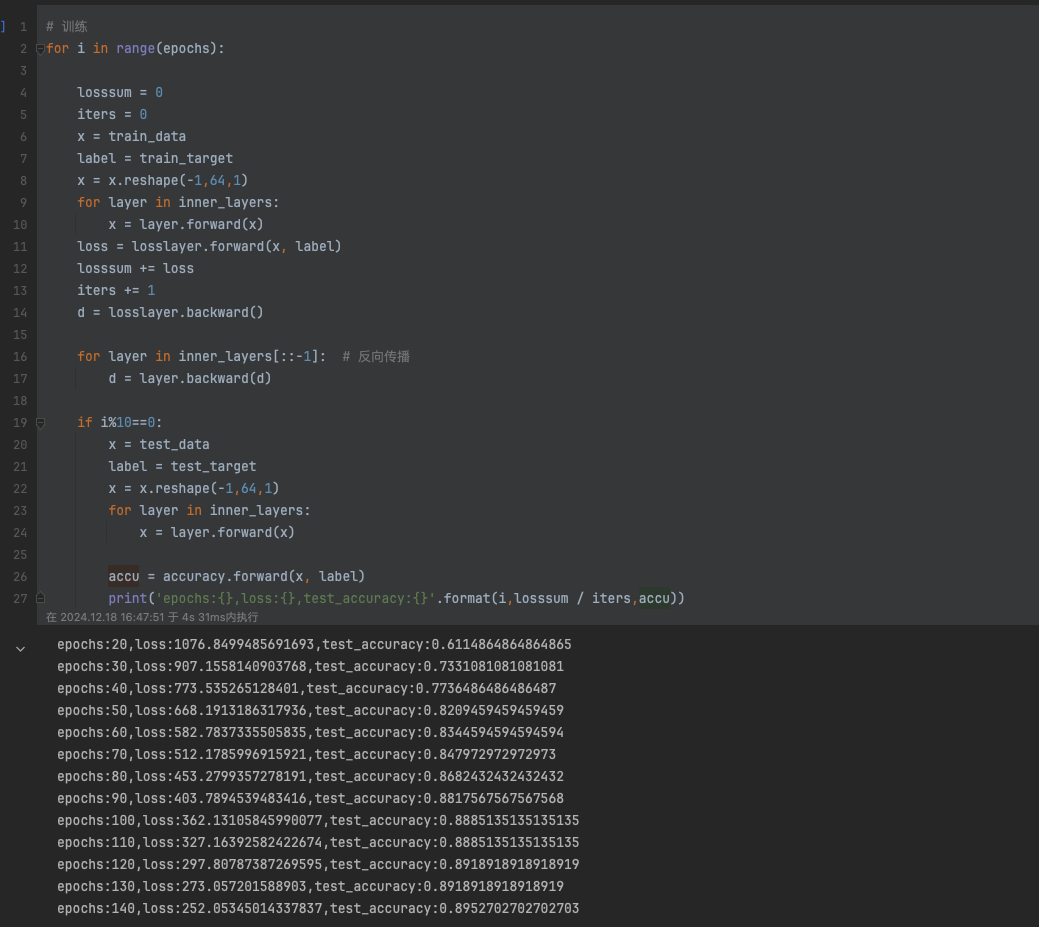 1 # 训练
2 for i in range(epochs):
3
4 losssum = 0
5 iters = 0
6 x = train_data
7 label = train_target
8 x = x.reshape(-1,64,1)
9 for layer in inner_layers:
10 x = layer.forward(x)
11 loss = losslayer.forward(x, label)
12 losssum += loss
13 iters += 1
14 d = losslayer.backward()
15
16 for layer in inner_layers[::-1]: # 反向传播
17 d = layer.backward(d)
18
19 if i%10==0:
20 x = test_data
21 label = test_target
22 x = x.reshape(-1,64,1)
23 for layer in inner_layers:
24 x = layer.forward(x)
25
26 accu = accuracy.forward(x, label)
27 print('epochs:{},loss:{},test_accuracy:{}'.format(i,losssum / iters,accu))
在 2024.12.18 16:47:51 于 4s 31ms内执行
epochs:20,loss:1076.8499485691693,test_accuracy:0.6114864864864865
epochs:30,loss:907.1558140903768,test_accuracy:0.7331081081081081
epochs:40,loss:773.535265128401,test_accuracy:0.7736486486486487
epochs:50,loss:668.1913186317936,test_accuracy:0.8209459459459459
epochs:60,loss:582.7837335505835,test_accuracy:0.8344594594594594
epochs:70,loss:512.1785996915921,test_accuracy:0.847972972972973
epochs:80,loss:453.2799357278191,test_accuracy:0.8682432432432432
epochs:90,loss:403.7894539483416,test_accuracy:0.8817567567567568
epochs:100,loss:362.13105845990077,test_accuracy:0.8885135135135135
epochs:110,loss:327.16392582422674,test_accuracy:0.8885135135135135
epochs:120,loss:297.80787387269595,test_accuracy:0.8918918918918919
epochs:130,loss:273.057201588903,test_accuracy:0.8918918918918919
epochs:140,loss:252.05345014337837,test_accuracy:0.8952702702702703